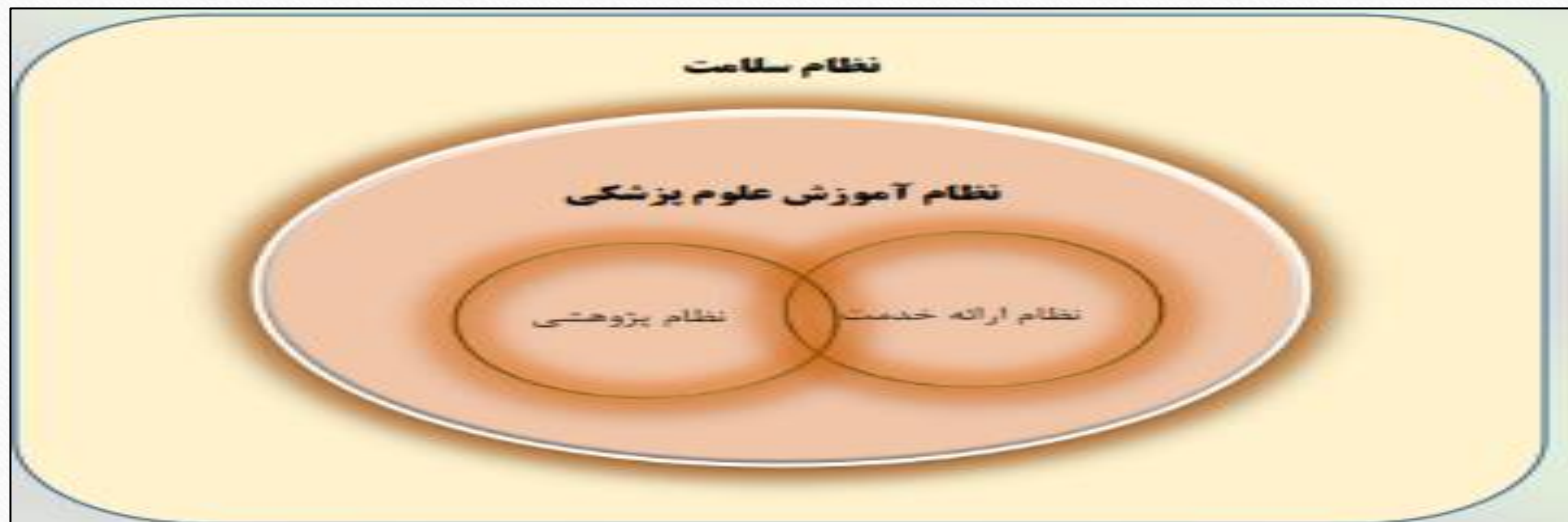 نظام سلامت
نظام آموزش علوم پزشکی
نظام ارائه خدمت
نظام پژوهشی